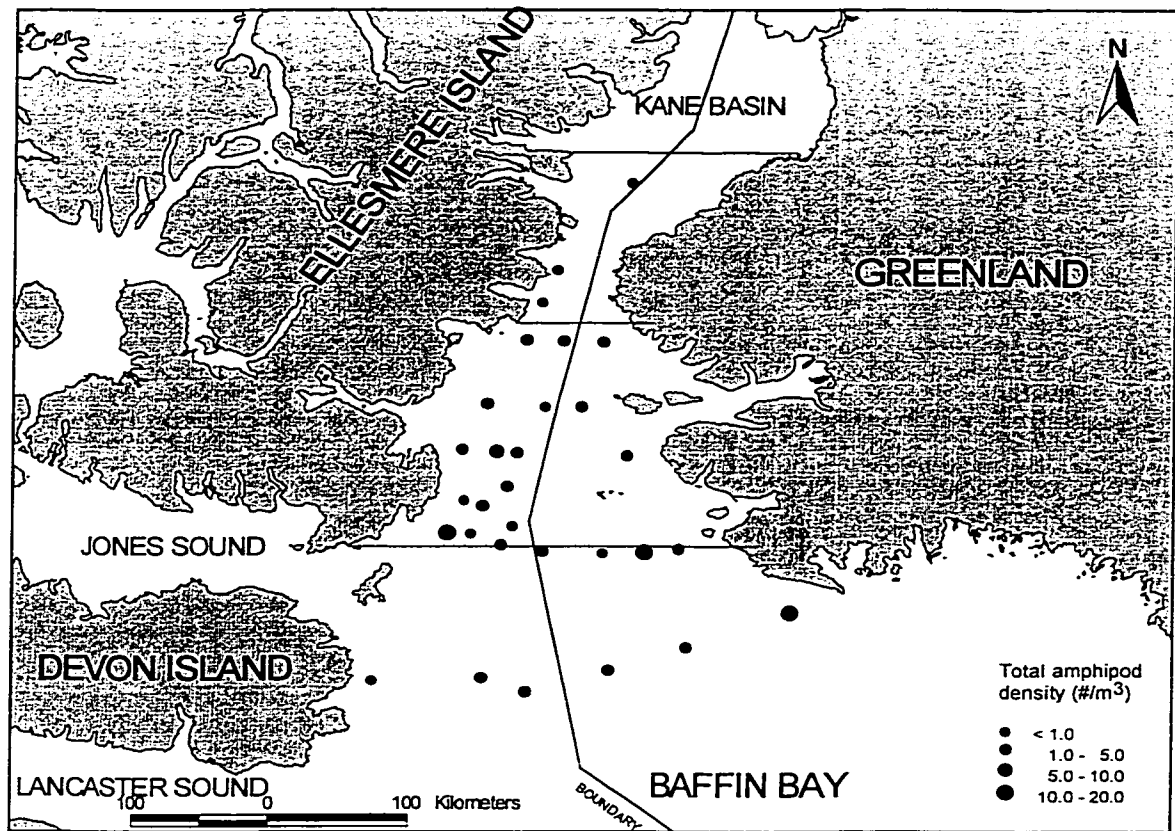 N
KANE BASIN
ELLESMERE ISLAND
GREENLAND
JONES SOUND
DEVON ISLAND
Total amphipod
density (#/m³)
< 1.0
1.0 - 5.0
5.0 - 10.0
10.0 - 20.0
LANCASTER SOUND
BAFFIN BAY
BOUNDARY
100 0 100 Kilometers